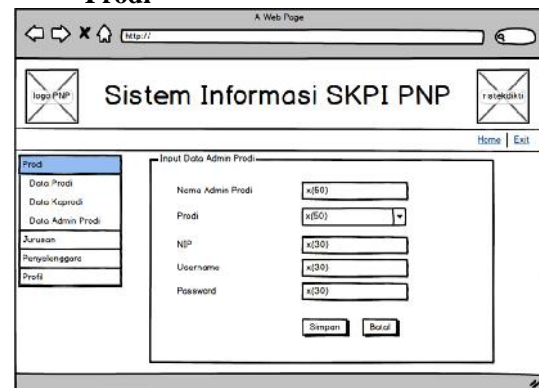 Prodi
A Web Page
http://
logo PNP
Sistem Informasi SKPI PNP
ristekdikti
Home | Exit
Prodi
Data Prodi
Data Kaprodi
Data Admin Prodi
Jurusan
Penyelenggara
Profil
Input Data Admin Prodi
Nama Admin Prodi x(50)
Prodi x(50)
NIP x(30)
Username x(30)
Password x(30)
Simpan Batal